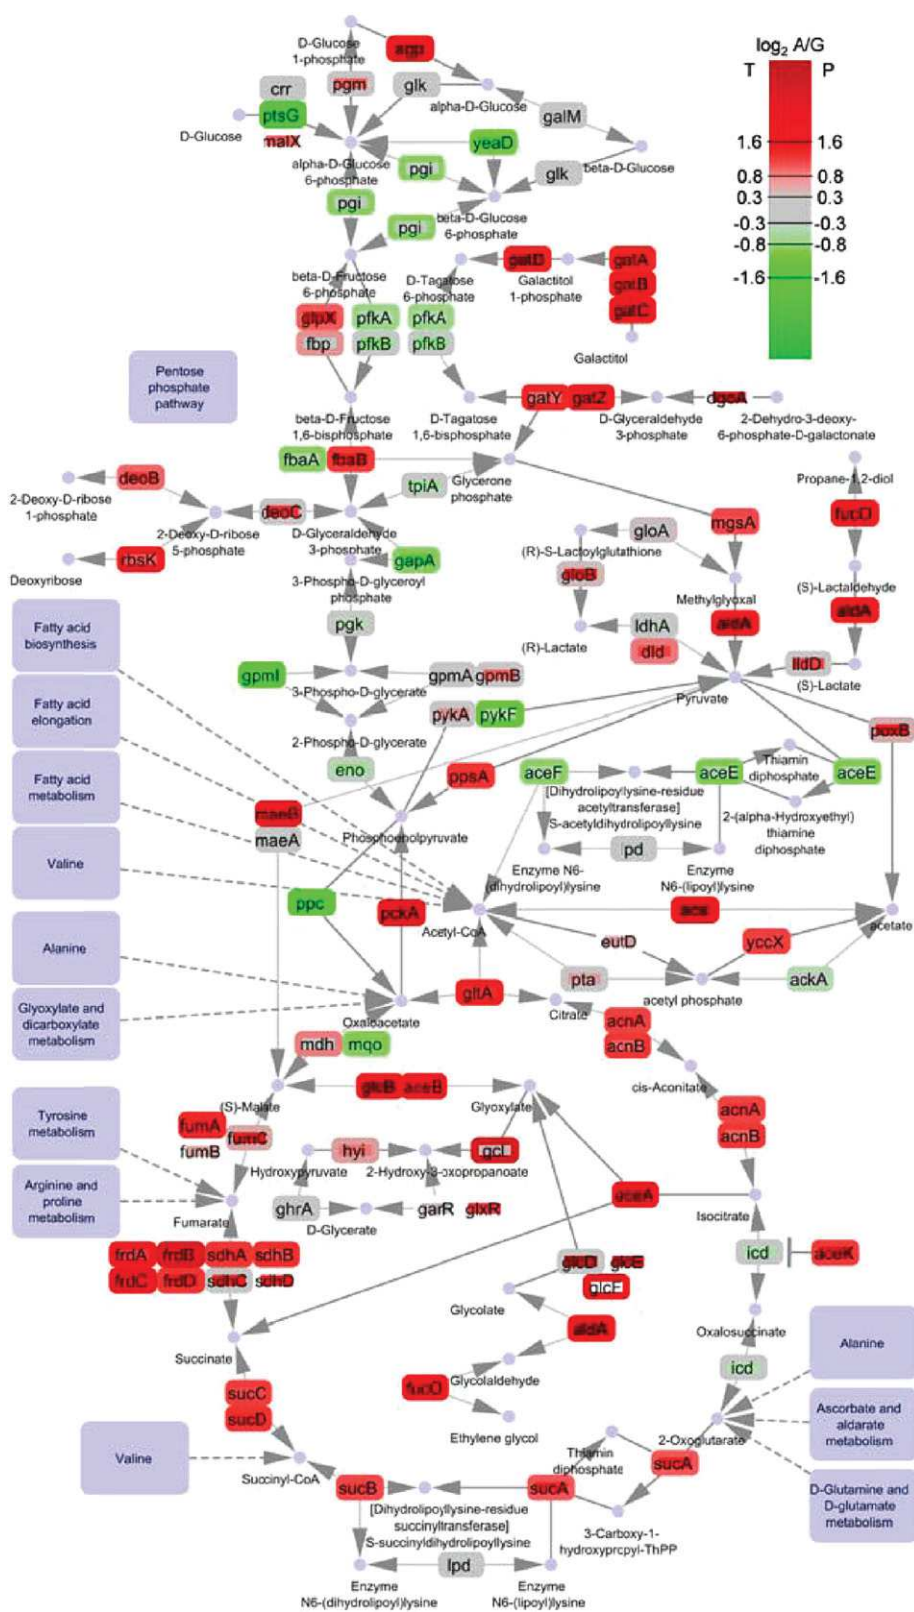 log2 A/G
T P
1.6 1.6
0.8 0.8
0.3 0.3
-0.3 -0.3
-0.8 -0.8
-1.6 -1.6
D-Glucose
1-phosphate
agp
pgm
glk
crr
ptsG
malX
D-Glucose
alpha-D-Glucose
galM
beta-D-Glucose
alpha-D-Glucose
6-phosphate
yeaD
pgi
glk
pgi
pgi
beta-D-Glucose
6-phosphate
beta-D-Fructose
6-phosphate
D-Tagatose
6-phosphate
gatD
Galactitol
1-phosphate
gatA
gatB
gatC
Galactitol
glpX
fbp
pfkA
pfkB
pfkA
pfkB
Pentose
phosphate
pathway
beta-D-Fructose
1,6-bisphosphate
D-Tagatose
1,6-bisphosphate
gatY
gatZ
D-Glyceraldehyde
3-phosphate
dgoA
2-Dehydro-3-deoxy-
6-phosphate-D-galactonate
fbaA
fbaB
tpiA
Glycerone
phosphate
deoB
2-Deoxy-D-ribose
1-phosphate
2-Deoxy-D-ribose
5-phosphate
deoC
D-Glyceraldehyde
3-phosphate
rbsK
Deoxyribose
gapA
3-Phospho-D-glyceroyl
phosphate
pgk
mgsA
gloA
(R)-S-Lactoylglutathione
gloB
Methylglyoxal
ldhA
dld
(R)-Lactate
aldA
Propane-1,2-diol
fucO
(S)-Lactaldehyde
aldA
lldD
(S)-Lactate
Pyruvate
Fatty acid
biosynthesis
Fatty acid
elongation
Fatty acid
metabolism
Valine
Alanine
Glyoxylate and
dicarboxylate
metabolism
gpmI
3-Phospho-D-glycerate
gpmA
gpmB
pykA
pykF
2-Phospho-D-glycerate
eno
ppsA
poxB
aceF
aceE
Thiamin
diphosphate
aceE
[Dihydrolipoyllysine-residue
acetyltransferase]
S-acetyldihydrolipoyllysine
2-(alpha-Hydroxyethyl)
thiamine
diphosphate
maeB
maeA
Phosphoenolpyruvate
lpd
Enzyme N6-
(dihydrolipoyl)lysine
Enzyme
N6-(lipoyl)lysine
ppc
pckA
Acetyl-CoA
acs
acetate
eutD
yccX
pta
acetyl phosphate
ackA
gltA
Oxaloacetate
Citrate
acnA
acnB
mdh
mqo
cis-Aconitate
(S)-Malate
glcB
aceB
Glyoxylate
acnA
acnB
Tyrosine
metabolism
Arginine and
proline
metabolism
fumA
fumB
fumC
Hydroxypyruvate
hyi
2-Hydroxy-3-oxopropanoate
gcl
ghrA
D-Glycerate
garR
glxR
aceA
Isocitrate
Fumarate
frdA
frdB
sdhA
sdhB
frdC
frdD
sdhC
sdhD
icd
aceK
glcD
glcE
glcF
Glycolate
Oxalosuccinate
Succinate
aldA
icd
Glycolaldehyde
fucO
Ethylene glycol
sucC
sucD
Alanine
Ascorbate and
aldarate
metabolism
D-Glutamine and
D-glutamate
metabolism
Valine
Succinyl-CoA
2-Oxoglutarate
Thiamin
diphosphate
sucA
sucB
sucA
[Dihydrolipoyllysine-residue
succinyltransferase]
S-succinyldihydrolipoyllysine
3-Carboxy-1-
hydroxypropyl-ThPP
lpd
Enzyme
N6-(dihydrolipoyl)lysine
Enzyme
N6-(lipoyl)lysine